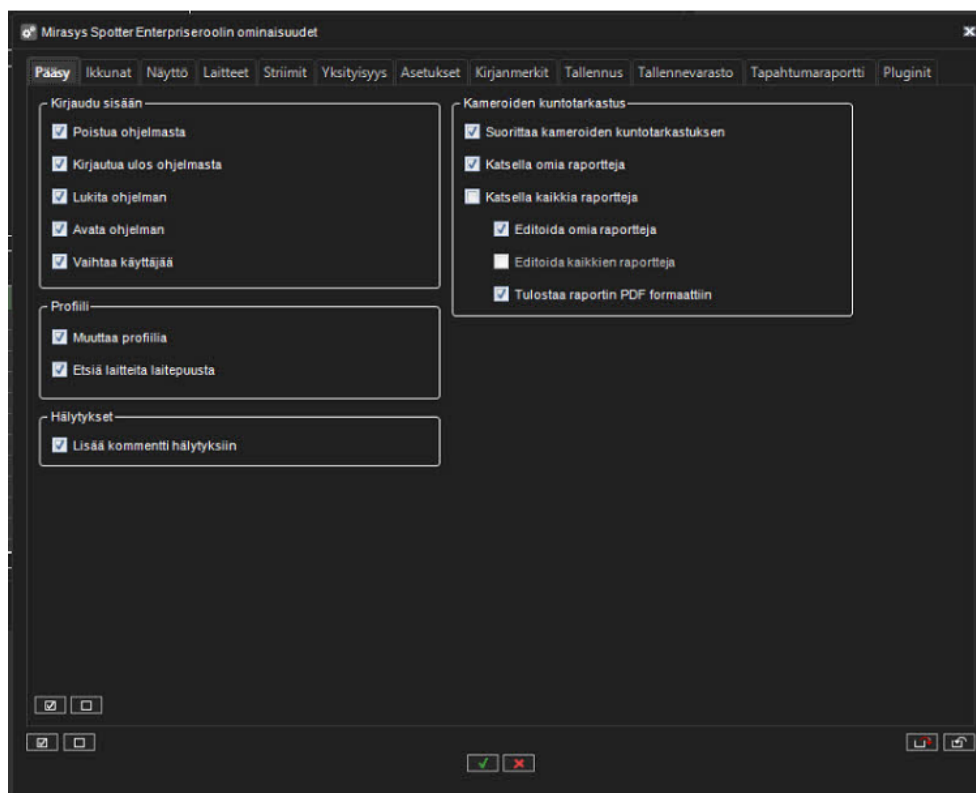 Mirasys Spotter Enterpriseroolin ominaisuudet
Pääsy Ikkunat Näyttö Laitteet Striimit Yksityisyys Asetukset Kirjanmerkit Tallennus Tallennevarasto Tapahtumaraportti Pluginit
Kirjaudu sisään
Poistua ohjelmasta
Kirjautua ulos ohjelmasta
Lukita ohjelman
Avata ohjelman
Vaihtaa käyttäjää
Profiili
Muuttaa profiilia
Etsiä laitteita laitepuusta
Hälytykset
Lisää kommentti hälytyksiin
Kameroiden kuntotarkastus
Suorittaa kameroiden kuntotarkastuksen
Katsella omia raportteja
Katsella kaikkia raportteja
Editoida omia raportteja
Editoida kaikkien raportteja
Tulostaa raportin PDF formaattiin